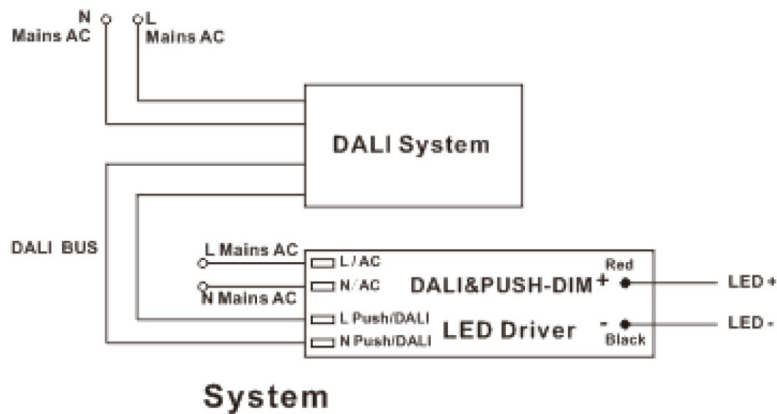 N L
Mains AC Mains AC
DALI System
DALI BUS
L Mains AC
L / AC
Red
N Mains AC
N/AC
DALI&PUSH-DIM + LED +
L Push/DALI
LED Driver - LED -
N Push/DALI
Black
System